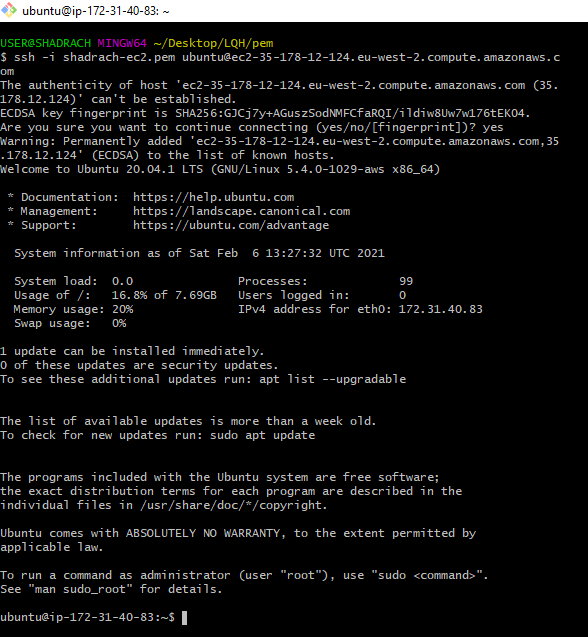 ubuntu@ip-172-31-40-83: ~
USER@SHADRACH MINGW64 ~/Desktop/LQH/pem
$ ssh -i shadrach-ec2.pem ubuntu@ec2-35-178-12-124.eu-west-2.compute.amazonaws.c
om
The authenticity of host 'ec2-35-178-12-124.eu-west-2.compute.amazonaws.com (35.
178.12.124)' can't be established.
ECDSA key fingerprint is SHA256:GJCj7y+AGuszSodNMFCfaRQI/ildiw8Uw7w176tEKO4.
Are you sure you want to continue connecting (yes/no/[fingerprint])? yes
Warning: Permanently added 'ec2-35-178-12-124.eu-west-2.compute.amazonaws.com,35
.178.12.124' (ECDSA) to the list of known hosts.
Welcome to Ubuntu 20.04.1 LTS (GNU/Linux 5.4.0-1029-aws x86_64)
* Documentation:  https://help.ubuntu.com
* Management:     https://landscape.canonical.com
* Support:        https://ubuntu.com/advantage
System information as of Sat Feb  6 13:27:32 UTC 2021
System load:  0.0               Processes:             99
Usage of /:   16.8% of 7.69GB   Users logged in:       0
Memory usage: 20%               IPv4 address for eth0: 172.31.40.83
Swap usage:   0%
1 update can be installed immediately.
0 of these updates are security updates.
To see these additional updates run: apt list --upgradable
The list of available updates is more than a week old.
To check for new updates run: sudo apt update
The programs included with the Ubuntu system are free software;
the exact distribution terms for each program are described in the
individual files in /usr/share/doc/*/copyright.
Ubuntu comes with ABSOLUTELY NO WARRANTY, to the extent permitted by
applicable law.
To run a command as administrator (user "root"), use "sudo <command>".
See "man sudo_root" for details.
ubuntu@ip-172-31-40-83:~$